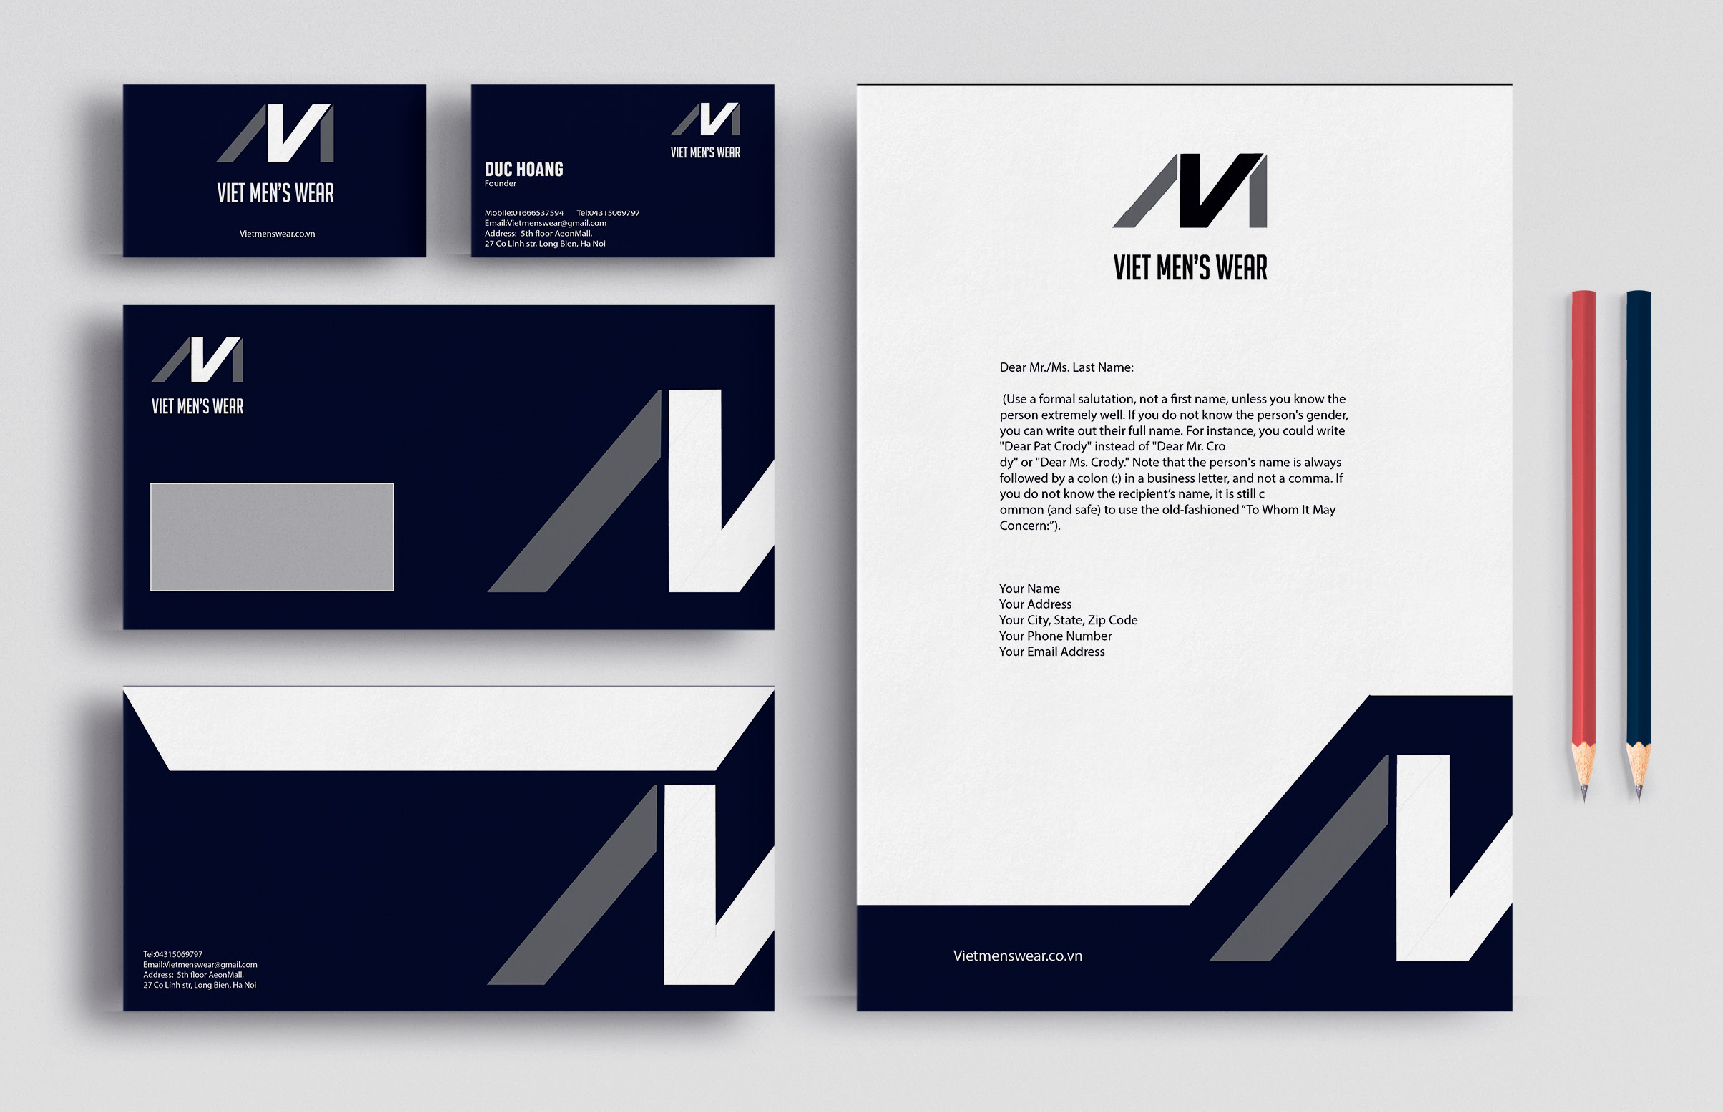 VIET MEN'S WEAR
Vietmenswear.co.vn
VIET MEN'S WEAR
DUC HOANG
Founder
Mobile:01666537594 Tel:04315069797
Email:Vietmenswear@gmail.com
Address: 5th floor AeonMall,
27 Co Linh str, Long Bien, Ha Noi
VIET MEN'S WEAR
Tel:04315069797
Email:Vietmenswear@gmail.com
Address: 5th floor AeonMall,
27 Co Linh str, Long Bien, Ha Noi
VIET MEN'S WEAR
Dear Mr./Ms. Last Name:
(Use a formal salutation, not a first name, unless you know the
person extremely well. If you do not know the person's gender,
you can write out their full name. For instance, you could write
"Dear Pat Crody" instead of "Dear Mr. Cro
dy" or "Dear Ms. Crody." Note that the person's name is always
followed by a colon (:) in a business letter, and not a comma. If
you do not know the recipient's name, it is still c
ommon (and safe) to use the old-fashioned "To Whom It May
Concern:").
Your Name
Your Address
Your City, State, Zip Code
Your Phone Number
Your Email Address
Vietmenswear.co.vn